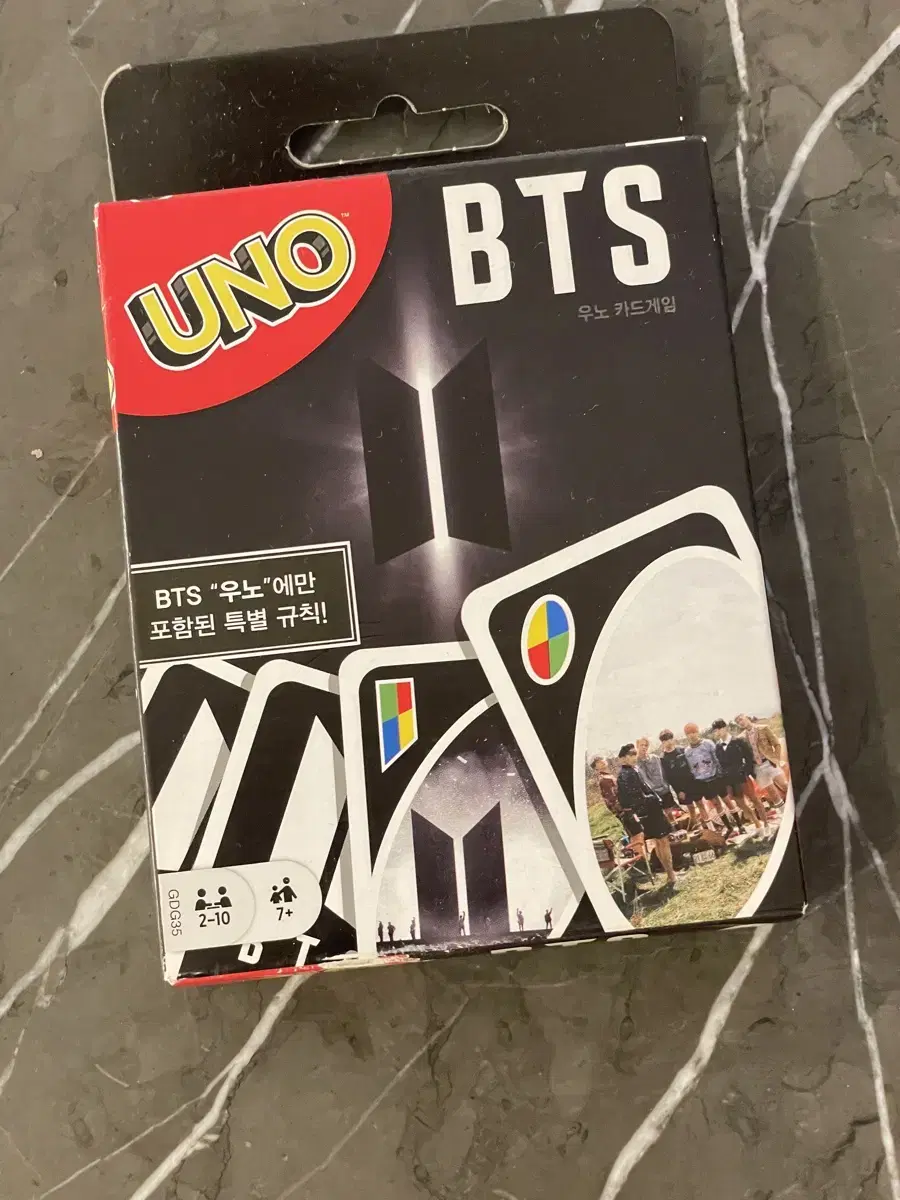 UNO™
BTS
우노 카드게임
BTS "우노"에만
포함된 특별 규칙!
GDG35
2-10
7+
B T